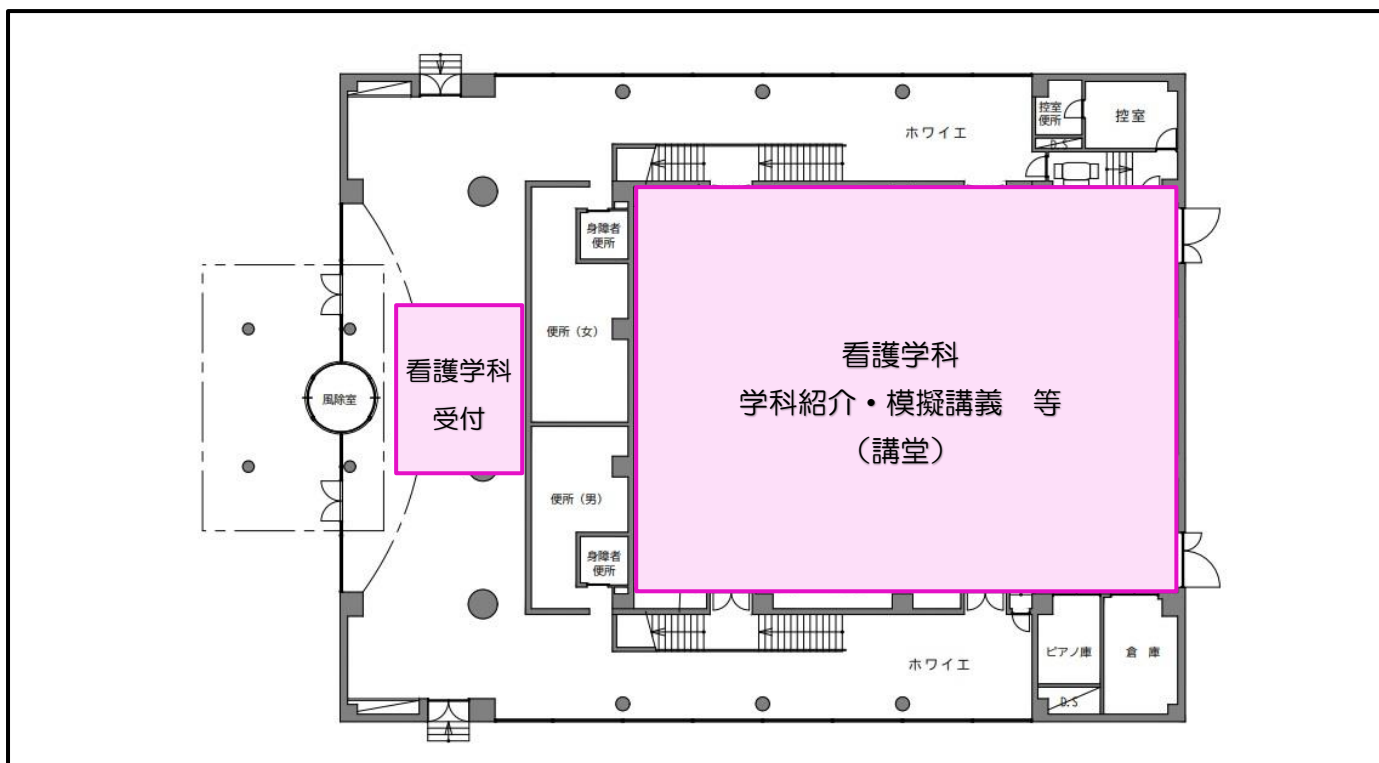 控室
便所
控室
D.S
ホワイエ
身障者
便所
便所（女）
風除室
看護学科
受付
看護学科
学科紹介・模擬講義　等
（講堂）
便所（男）
身障者
便所
ホワイエ
ピアノ庫
倉　庫
D.S